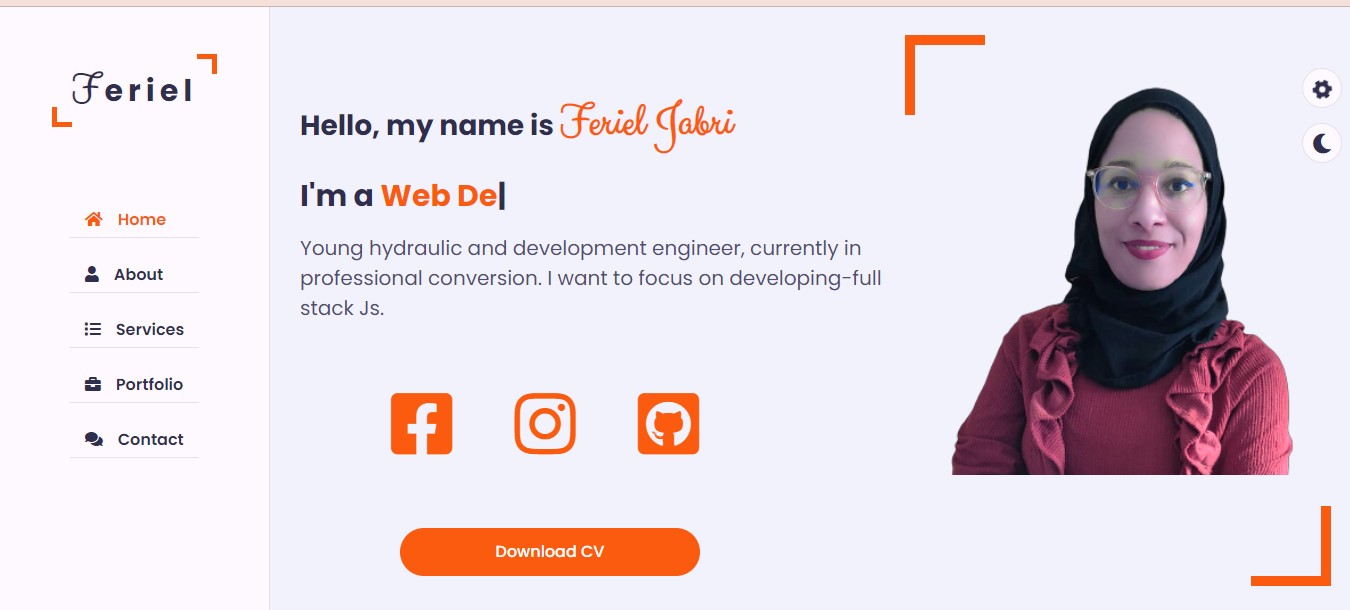 Feriel
Home
About
Services
Portfolio
Contact
Hello, my name is Feriel Jabri
I'm a Web De|
Young hydraulic and development engineer, currently in
professional conversion. I want to focus on developing-full
stack Js.
Download CV